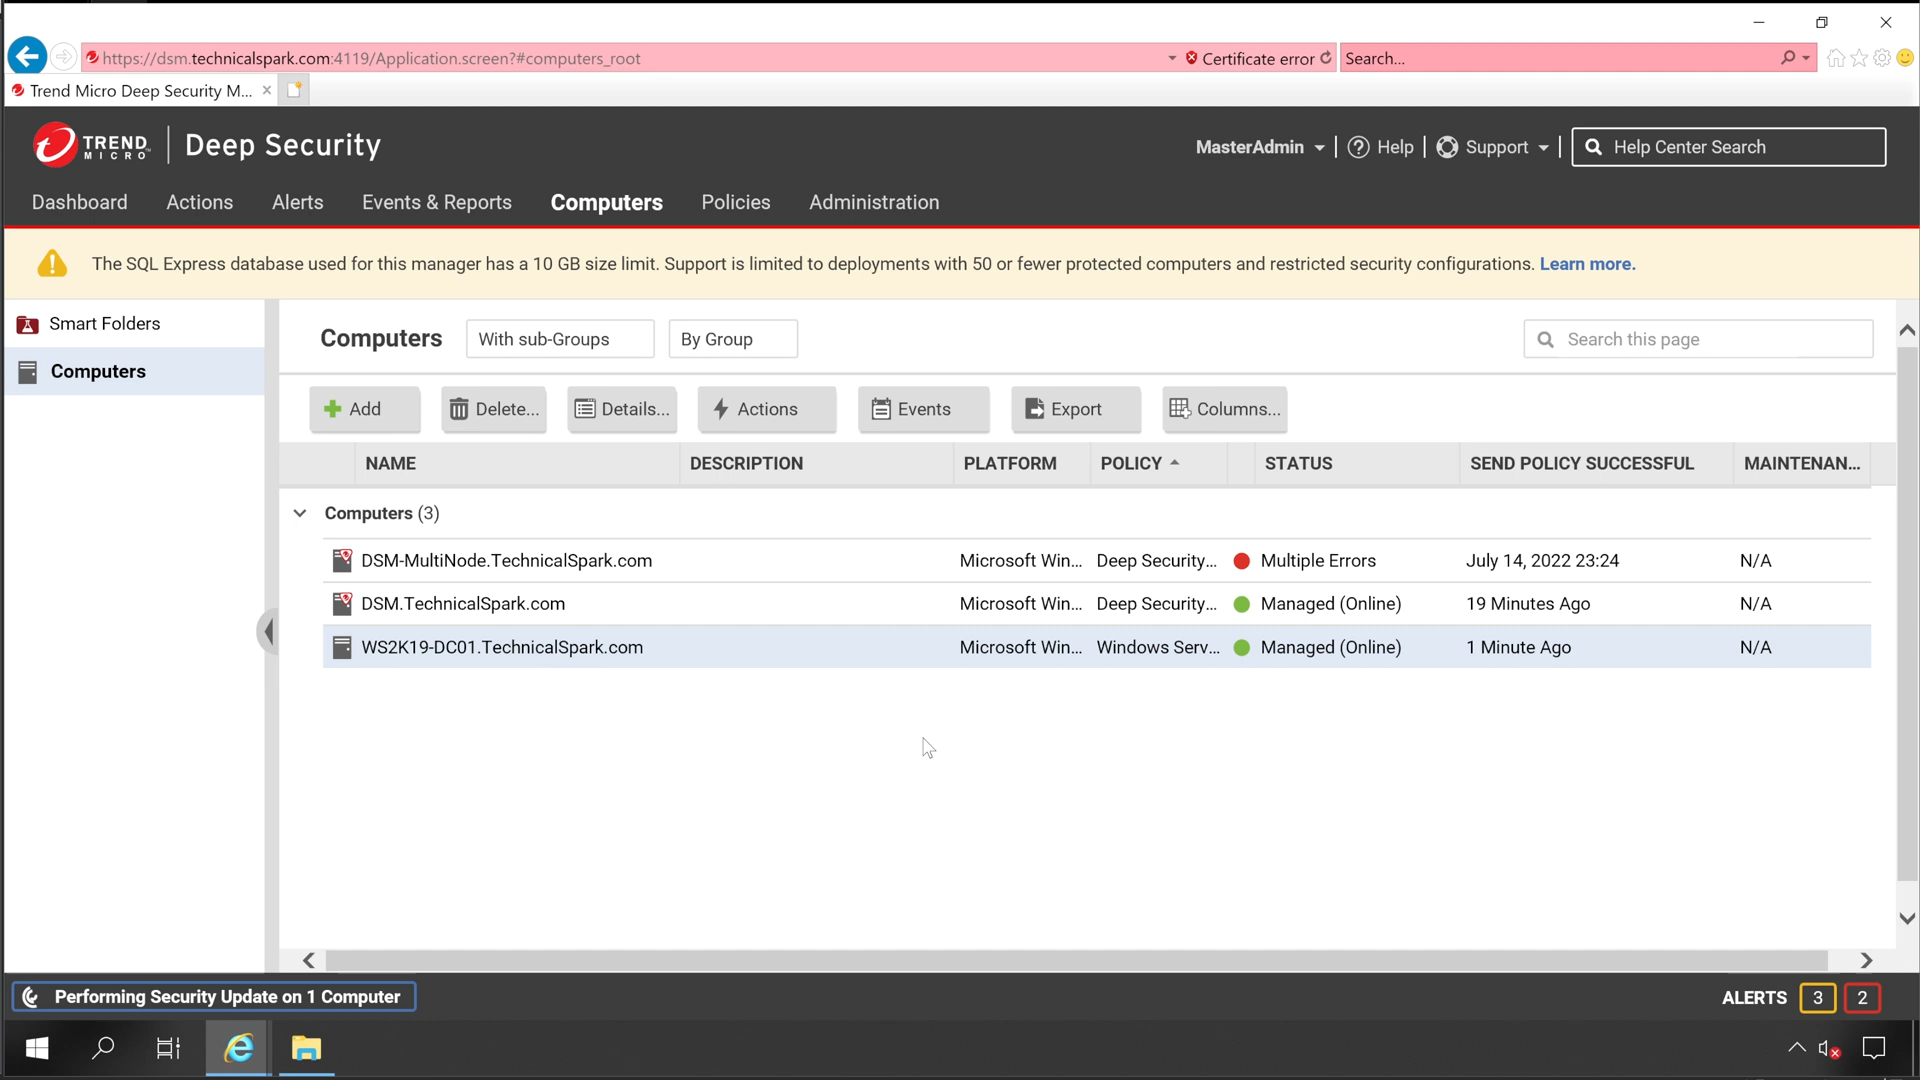 https://dsm.technicalspark.com:4119/Application.screen?#computers_root
Certificate error
Search...
Trend Micro Deep Security M...
TREND MICRO
Deep Security
MasterAdmin
Help
Support
Help Center Search
Dashboard
Actions
Alerts
Events & Reports
Computers
Policies
Administration
The SQL Express database used for this manager has a 10 GB size limit. Support is limited to deployments with 50 or fewer protected computers and restricted security configurations. Learn more.
Smart Folders
Computers
Computers
With sub-Groups
By Group
Search this page
Add
Delete...
Details...
Actions
Events
Export
Columns...
NAME DESCRIPTION PLATFORM POLICY STATUS SEND POLICY SUCCESSFUL MAINTENAN...
Computers (3)
DSM-MultiNode.TechnicalSpark.com Microsoft Win... Deep Security... Multiple Errors July 14, 2022 23:24 N/A
DSM.TechnicalSpark.com Microsoft Win... Deep Security... Managed (Online) 19 Minutes Ago N/A
WS2K19-DC01.TechnicalSpark.com Microsoft Win... Windows Serv... Managed (Online) 1 Minute Ago N/A
Performing Security Update on 1 Computer
ALERTS 3 2